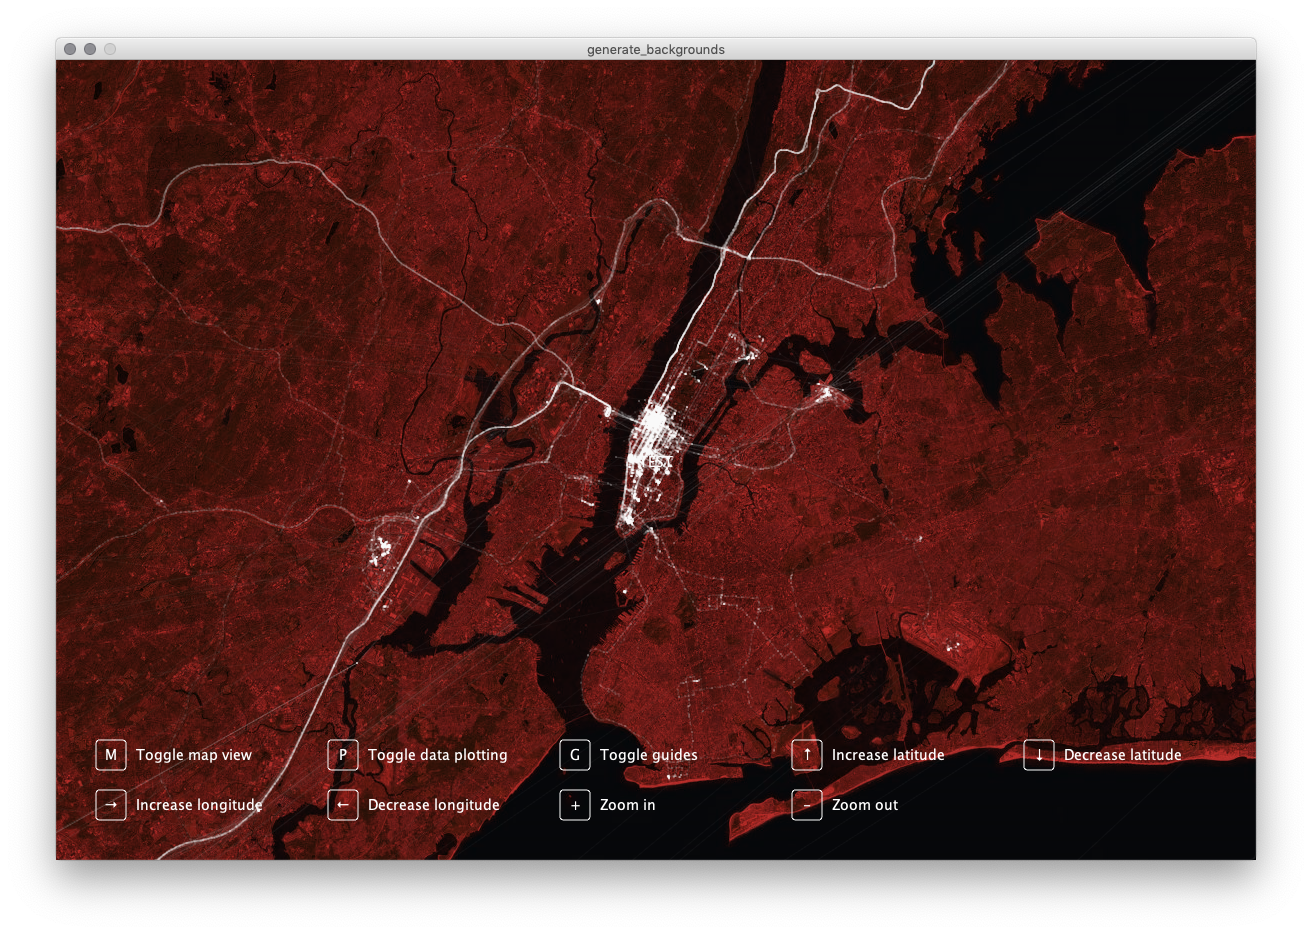 generate_backgrounds
TEST
M Toggle map view
P Toggle data plotting
G Toggle guides
↑ Increase latitude
↓ Decrease latitude
→ Increase longitude
← Decrease longitude
+ Zoom in
– Zoom out